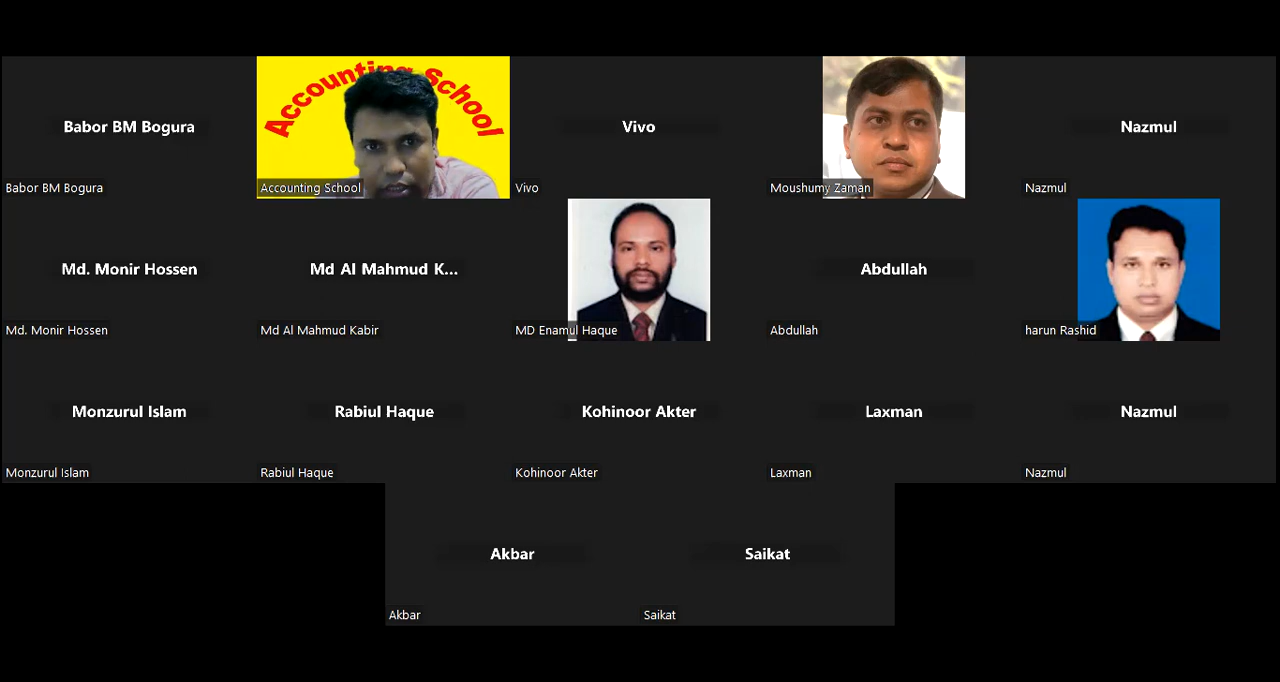 Babor BM Bogura
Babor BM Bogura
Accounting School
Accounting School
Vivo
Vivo
Moushumy Zaman
Nazmul
Nazmul
Md. Monir Hossen
Md. Monir Hossen
Md Al Mahmud K...
Md Al Mahmud Kabir
MD Enamul Haque
Abdullah
Abdullah
harun Rashid
Monzurul Islam
Monzurul Islam
Rabiul Haque
Rabiul Haque
Kohinoor Akter
Kohinoor Akter
Laxman
Laxman
Nazmul
Nazmul
Akbar
Akbar
Saikat
Saikat